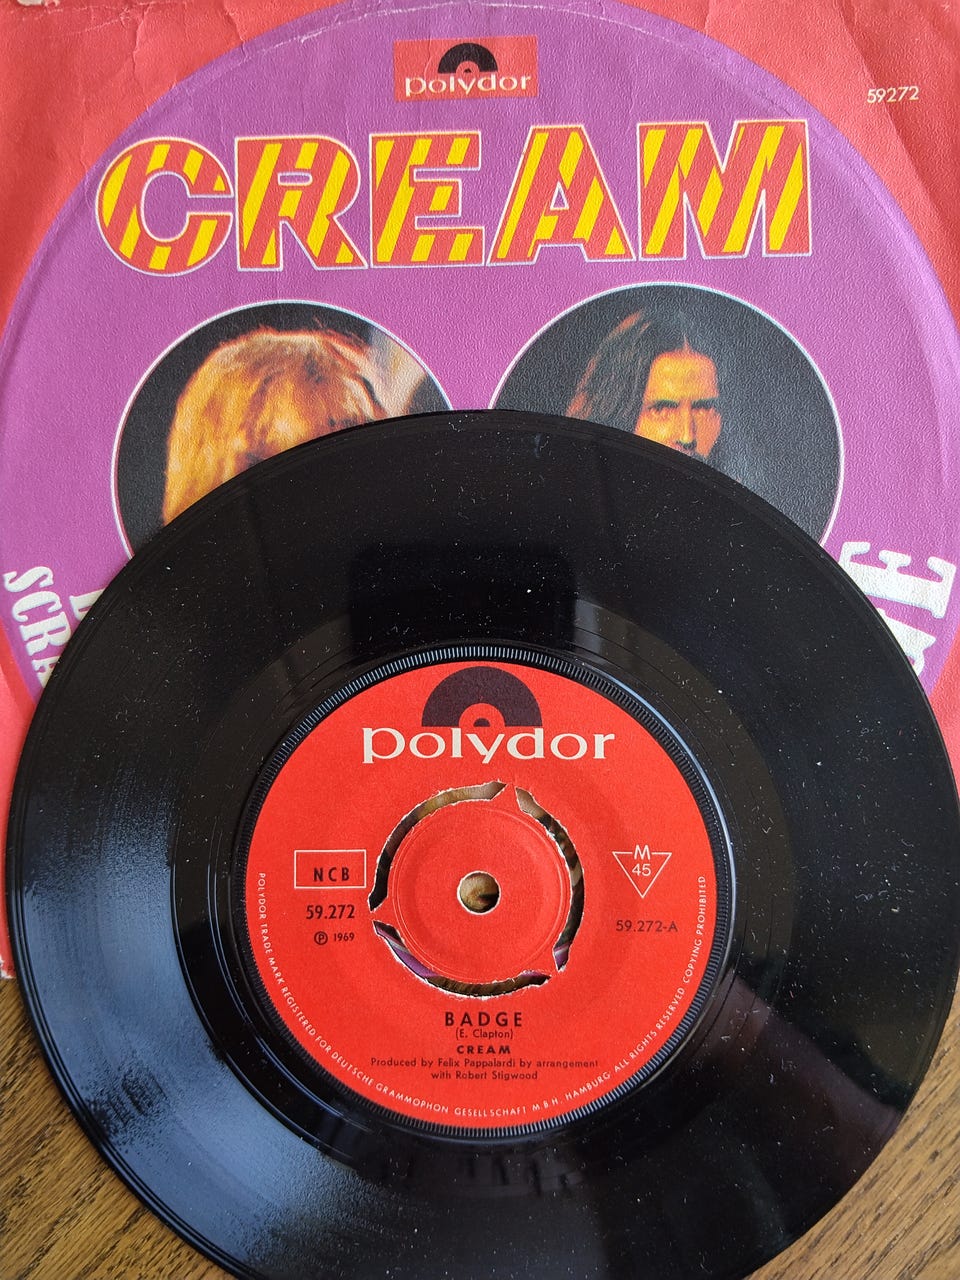 polydor
59272
CREAM
polydor
NCB
59.272
℗ 1969
M
45
59.272-A
BADGE
(E. Clapton)
CREAM
Produced by Felix Pappalardi by arrangement
with Robert Stigwood
POLYDOR TRADE MARK REGISTERED FOR DEUTSCHE GRAMMOPHON GESELLSCHAFT M.B.H. HAMBURG· ALL RIGHTS RESERVED COPYING PROHIBITED